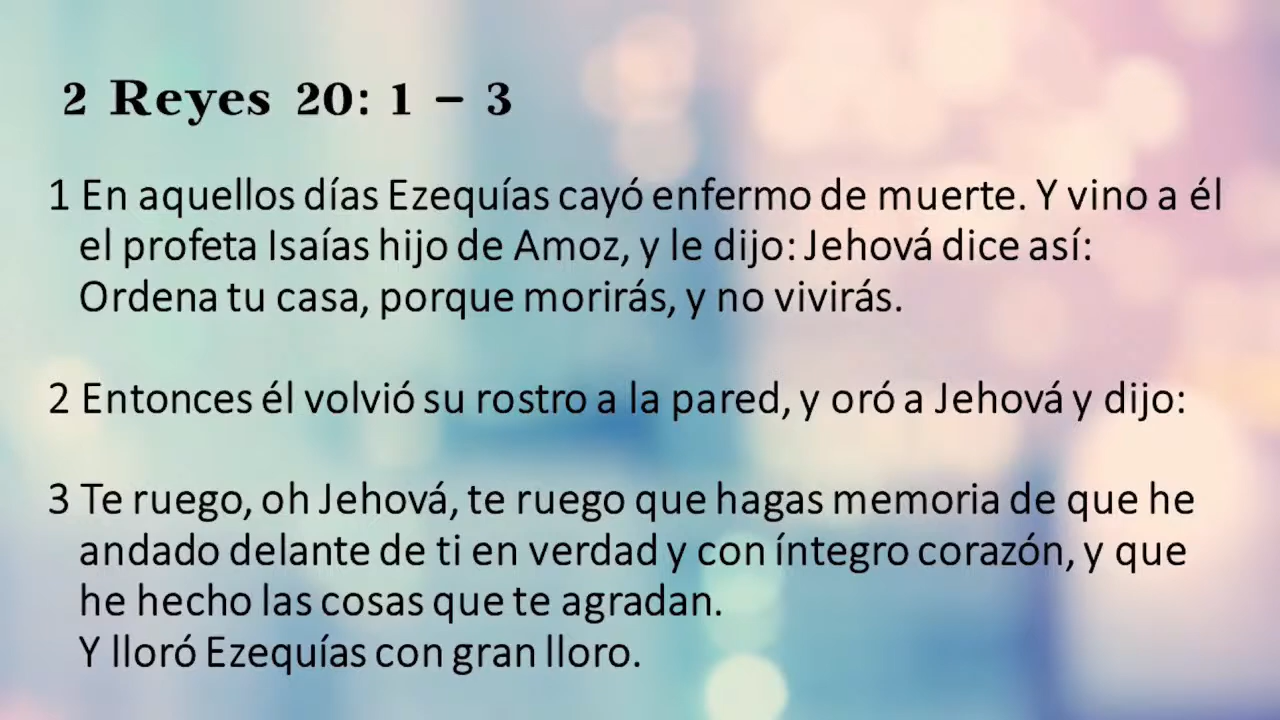 2 Reyes 20: 1 – 3
1 En aquellos días Ezequías cayó enfermo de muerte. Y vino a él
el profeta Isaías hijo de Amoz, y le dijo: Jehová dice así:
Ordena tu casa, porque morirás, y no vivirás.
2 Entonces él volvió su rostro a la pared, y oró a Jehová y dijo:
3 Te ruego, oh Jehová, te ruego que hagas memoria de que he
andado delante de ti en verdad y con íntegro corazón, y que
he hecho las cosas que te agradan.
Y lloró Ezequías con gran lloro.